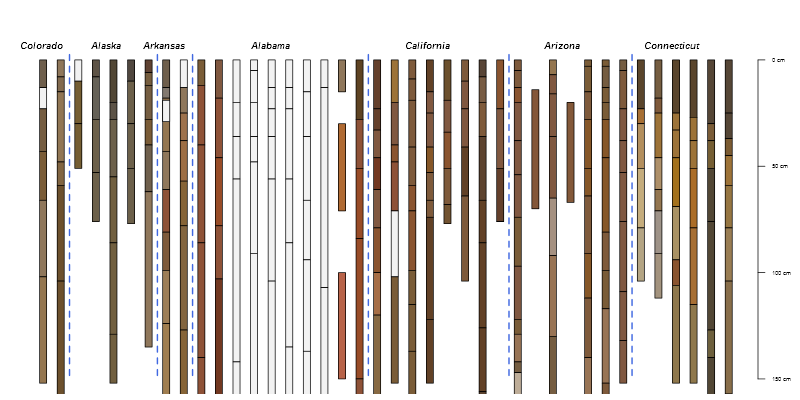 Colorado Alaska Arkansas Alabama California Arizona Connecticut
0 cm
50 cm
100 cm
150 cm